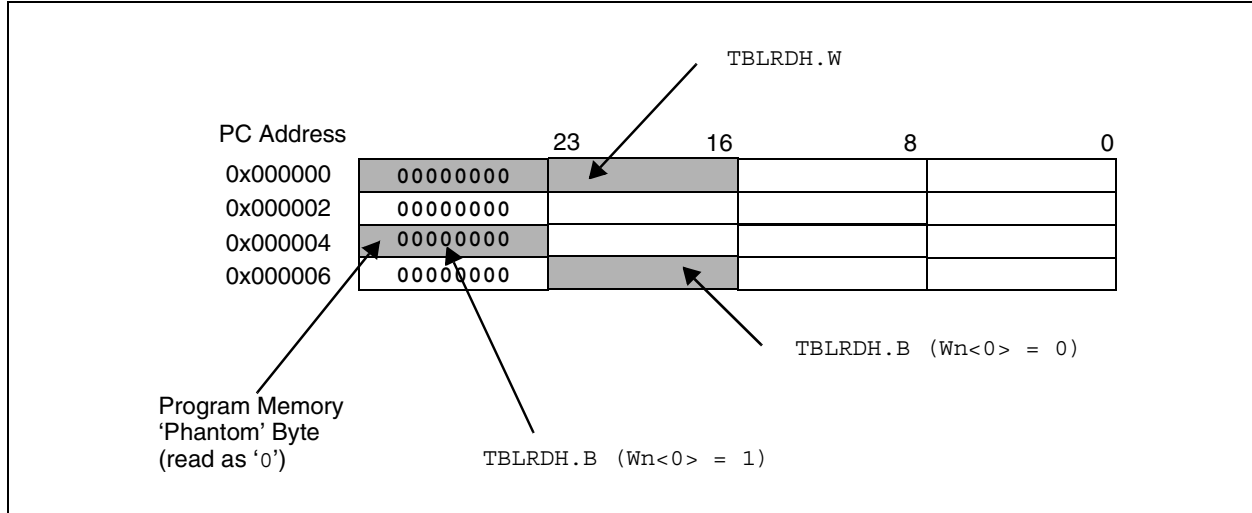 TBLRDH.W
PC Address
23 16 8 0
0x000000 00000000
0x000002 00000000
0x000004 00000000
0x000006 00000000
TBLRDH.B (Wn<0> = 0)
Program Memory
‘Phantom’ Byte
(read as ‘0’)
TBLRDH.B (Wn<0> = 1)